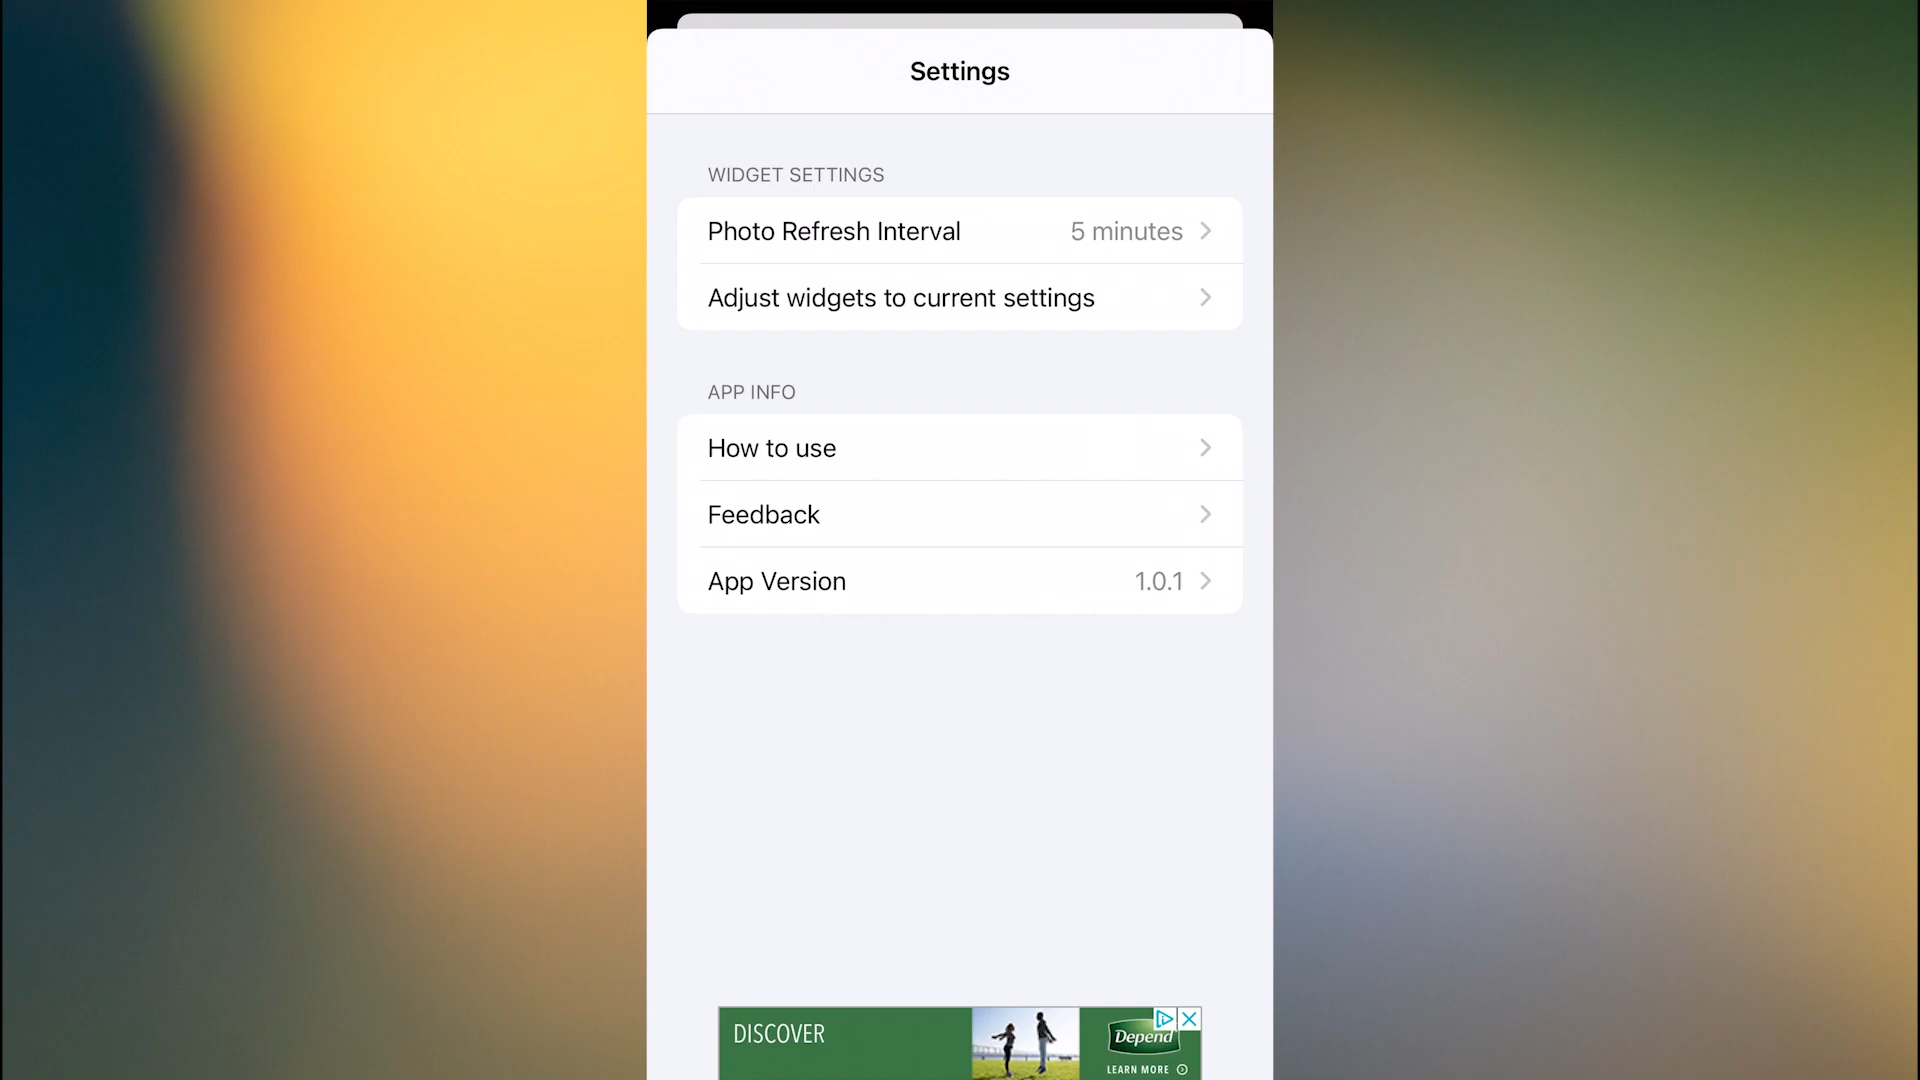 Settings
WIDGET SETTINGS
Photo Refresh Interval 5 minutes
Adjust widgets to current settings
APP INFO
How to use
Feedback
App Version 1.0.1
DISCOVER
Depend
LEARN MORE